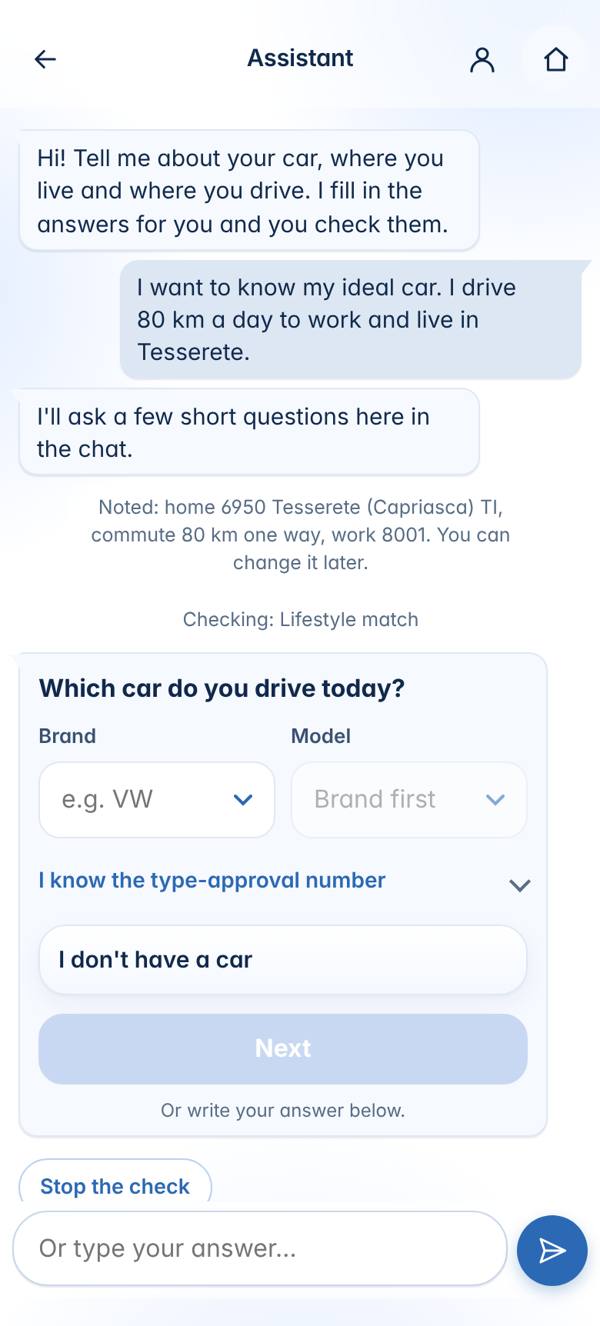 Assistant
Hi! Tell me about your car, where you
live and where you drive. I fill in the
answers for you and you check them.
I want to know my ideal car. I drive
80 km a day to work and live in
Tesserete.
I'll ask a few short questions here in
the chat.
Noted: home 6950 Tesserete (Capriasca) TI,
commute 80 km one way, work 8001. You can
change it later.
Checking: Lifestyle match
Which car do you drive today?
Brand
Model
e.g. VW
Brand first
I know the type-approval number
I don't have a car
Next
Or write your answer below.
Stop the check
Or type your answer...